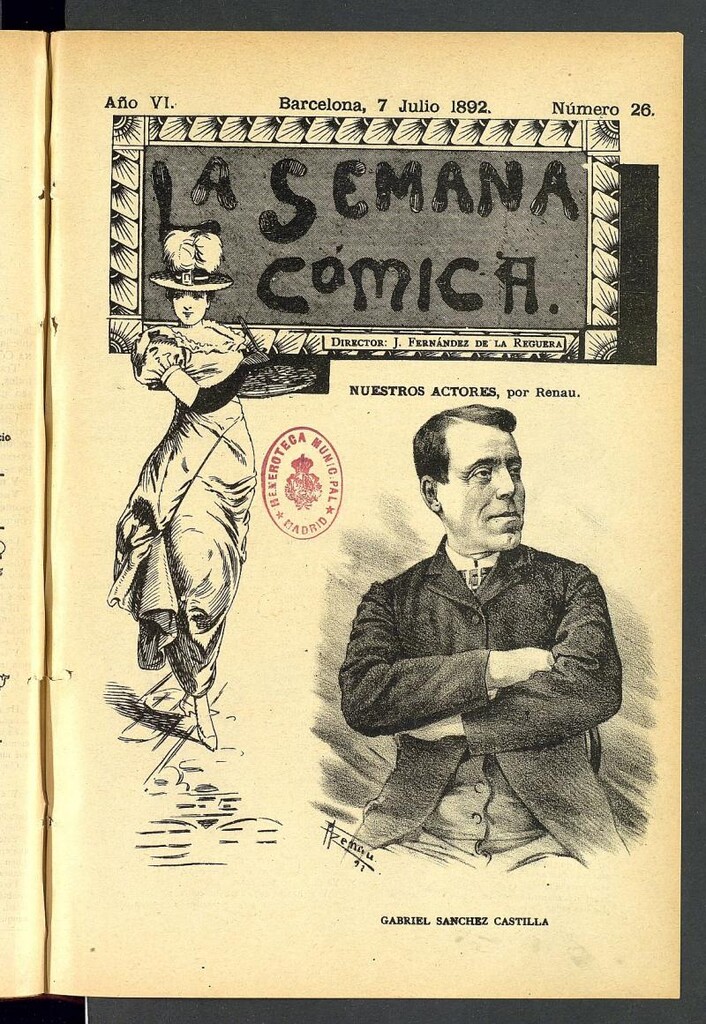 Año VI.
Barcelona, 7 Julio 1892.
Número 26.
LA SEMANA
CÓMICA.
DIRECTOR: J. FERNÁNDEZ DE LA REGUERA
NUESTROS ACTORES, por Renau.
HEMEROTECA MUNICIPAL
★ MADRID ★
Renau
92
GABRIEL SANCHEZ CASTILLA